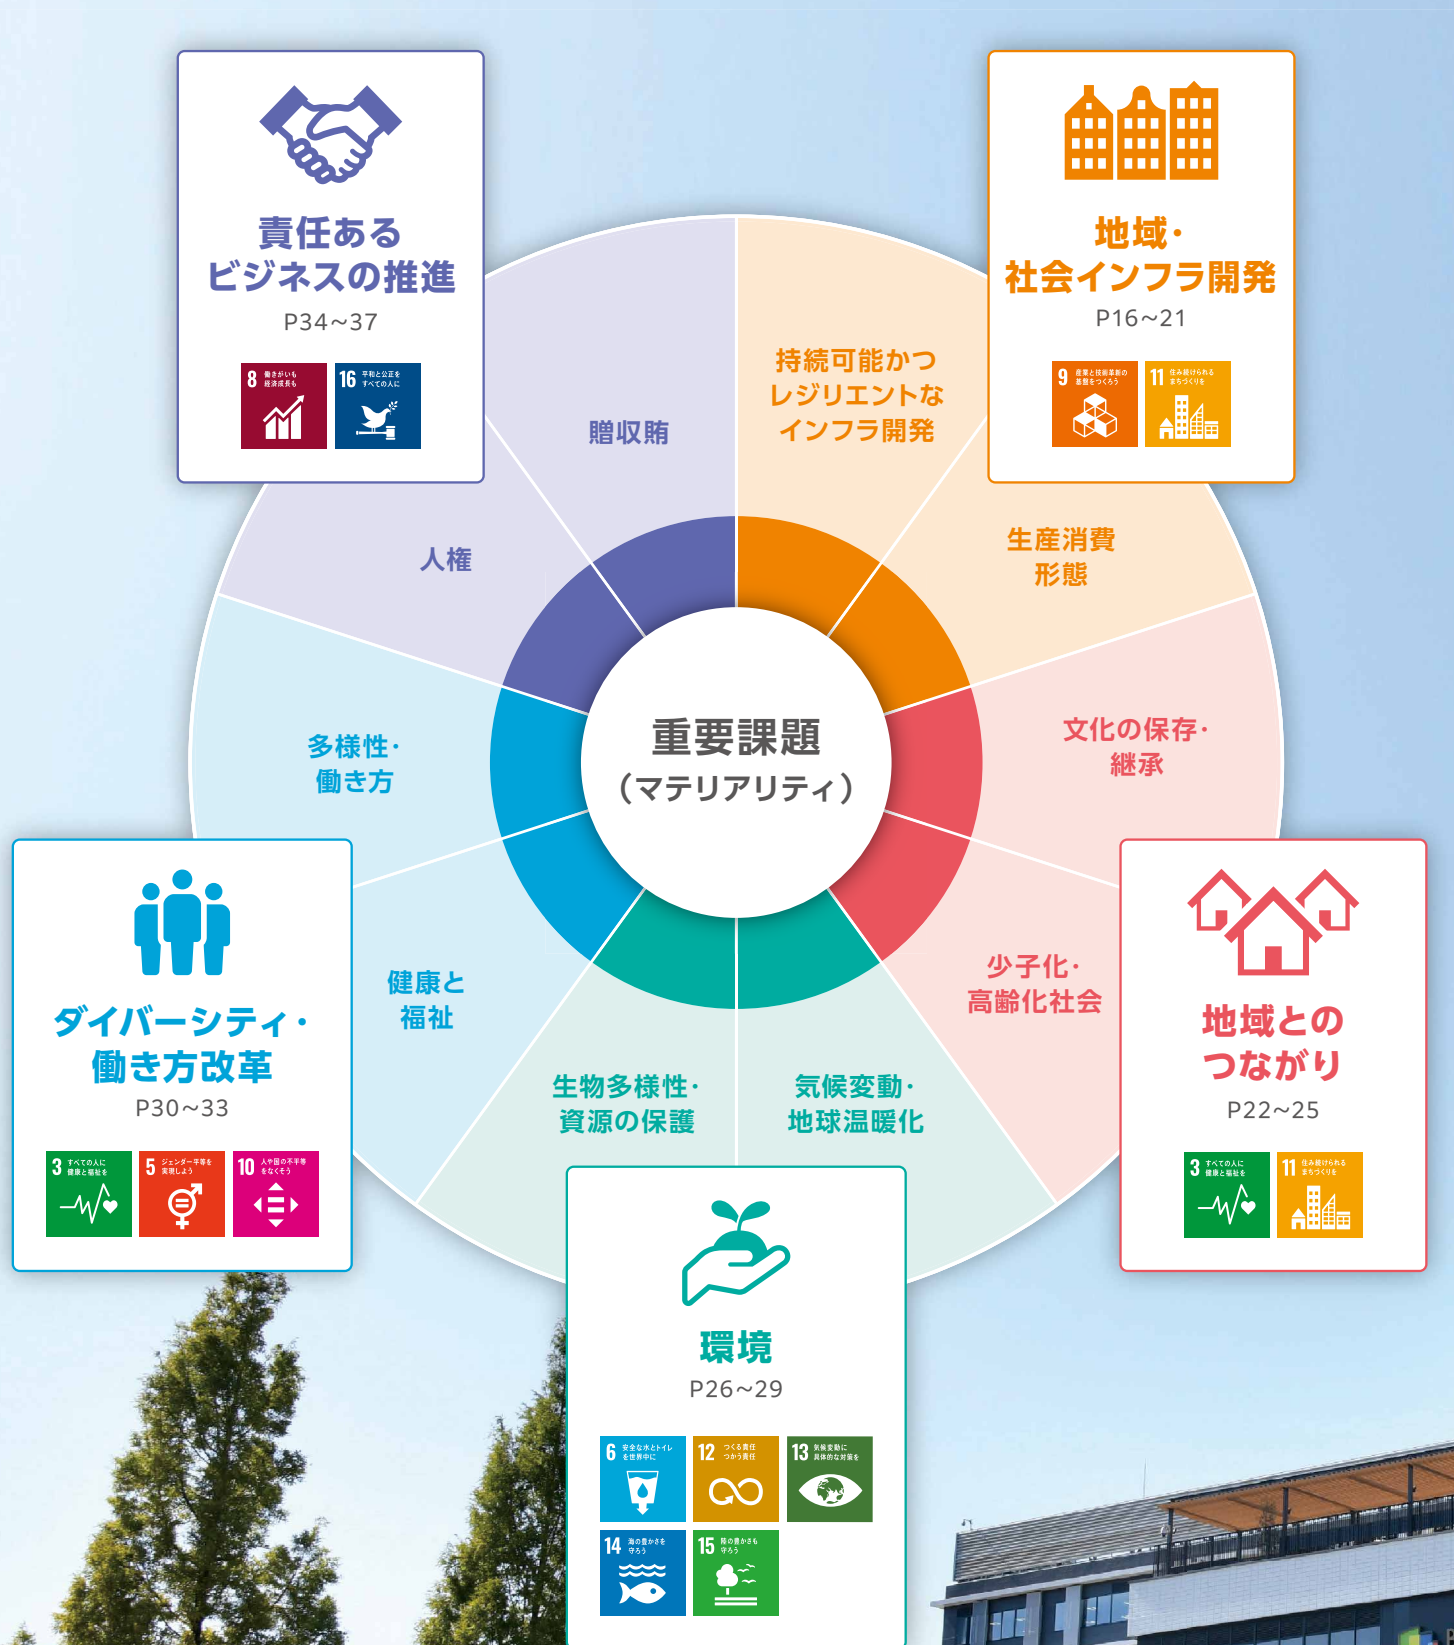 責任ある
ビジネスの推進
P34～37
8 働きがいも
経済成長も
16 平和と公正を
すべての人に
地域・
社会インフラ開発
P16～21
9 産業と技術革新の
基盤をつくろう
11 住み続けられる
まちづくりを
贈収賄
持続可能かつ
レジリエントな
インフラ開発
人権
生産消費
形態
多様性・
働き方
重要課題
（マテリアリティ）
文化の保存・
継承
健康と
福祉
少子化・
高齢化社会
生物多様性・
資源の保護
気候変動・
地球温暖化
ダイバーシティ・
働き方改革
P30～33
3 すべての人に
健康と福祉を
5 ジェンダー平等を
実現しよう
10 人や国の不平等
をなくそう
地域との
つながり
P22～25
3 すべての人に
健康と福祉を
11 住み続けられる
まちづくりを
環境
P26～29
6 安全な水とトイレ
を世界中に
12 つくる責任
つかう責任
13 気候変動に
具体的な対策を
14 海の豊かさを
守ろう
15 陸の豊かさも
守ろう